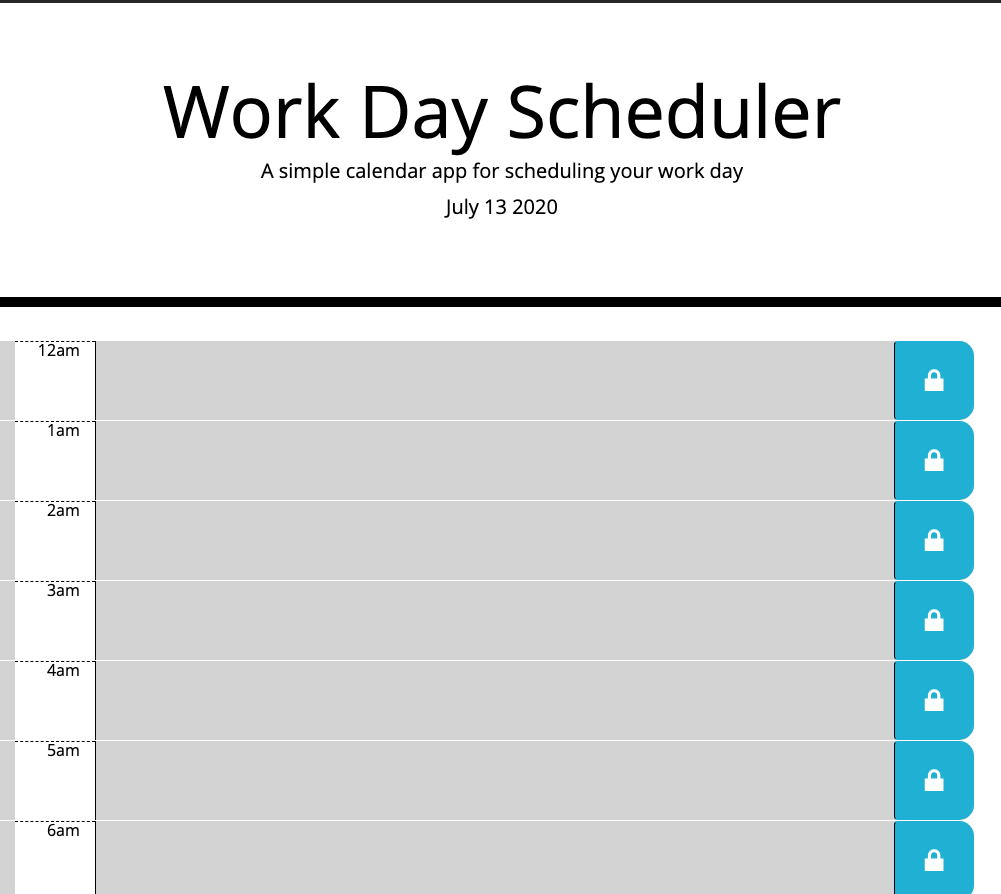 Work Day Scheduler
A simple calendar app for scheduling your work day
July 13 2020
12am
1am
2am
3am
4am
5am
6am